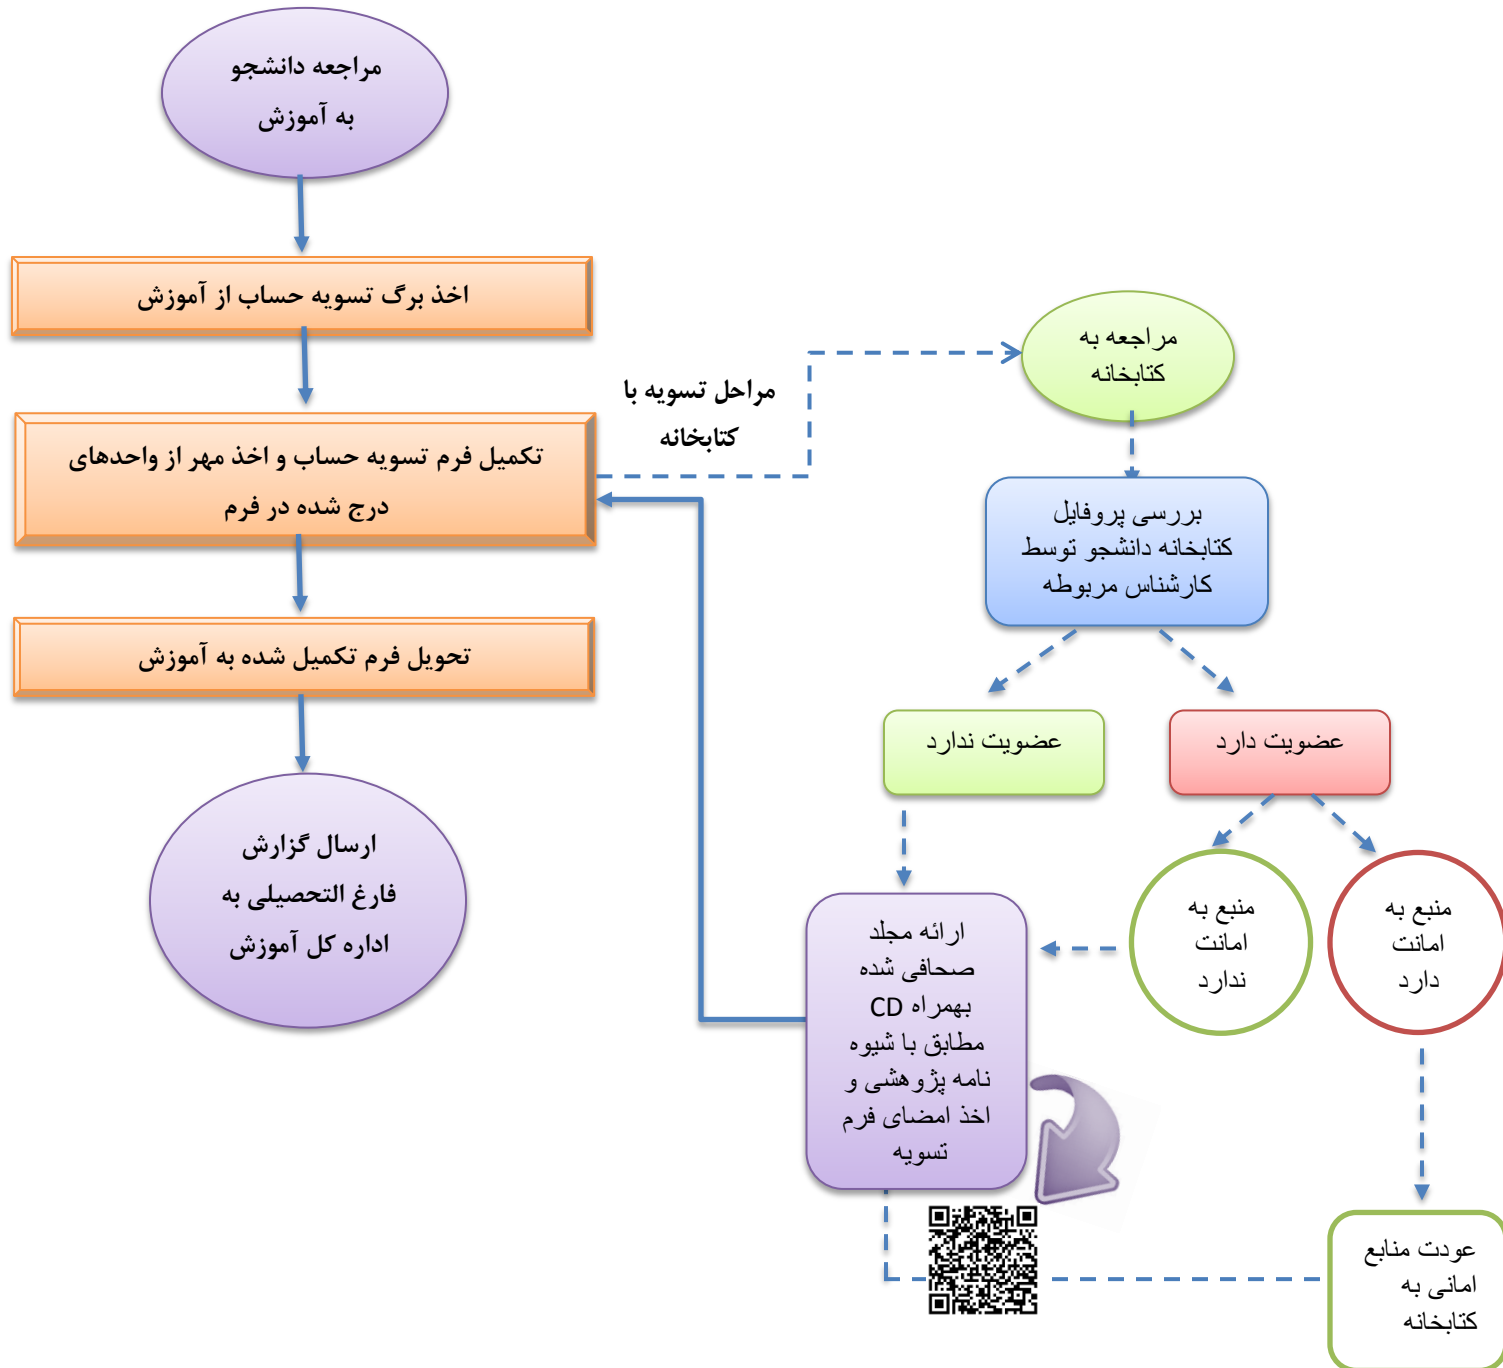 مراجعه دانشجو
به آموزش
اخذ برگ تسویه حساب از آموزش
تکمیل فرم تسویه حساب و اخذ مهر از واحدهای
درج شده در فرم
تحویل فرم تکمیل شده به آموزش
ارسال گزارش
فارغ التحصیلی به
اداره کل آموزش
مراحل تسویه با
کتابخانه
مراجعه به
کتابخانه
بررسی پروفایل
کتابخانه دانشجو توسط
کارشناس مربوطه
عضویت دارد
عضویت ندارد
منبع به
امانت
دارد
منبع به
امانت
ندارد
ارائه مجلد
صحافی شده
بهمراه CD
مطابق با شیوه
نامه پژوهشی و
اخذ امضای فرم
تسویه
عودت منابع
امانی به
کتابخانه